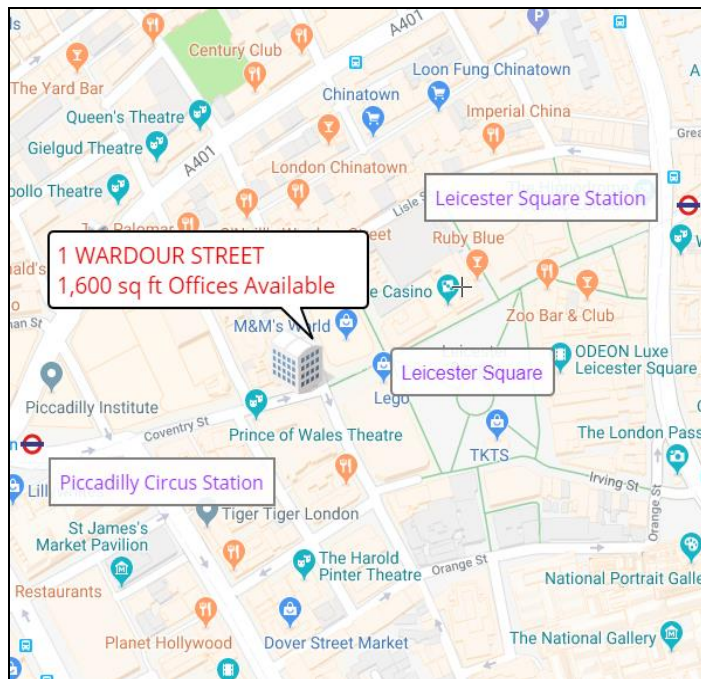 ls
Century Club
A401
P
The Yard Bar
Loon Fung Chinatown
Chinatown
Queen's Theatre
Imperial China
Gielgud Theatre
A401
London Chinatown
ollo Theatre
Lisle S
Leicester Square Station
Ruby Blue
1 WARDOUR STREET
1,600 sq ft Offices Available
e Casino
Zoo Bar & Club
M&M's World
ODEON Luxe
Leicester Square
Leicester Square
Lego
Piccadilly Institute
Coventry St
Prince of Wales Theatre
TKTS
The London Pass
Piccadilly Circus Station
Irving St
Tiger Tiger London
Orange St
St James's
Market Pavilion
The Harold
Pinter Theatre
Orange St
National Portrait Galle
Restaurants
Planet Hollywood
Dover Street Market
The National Gallery